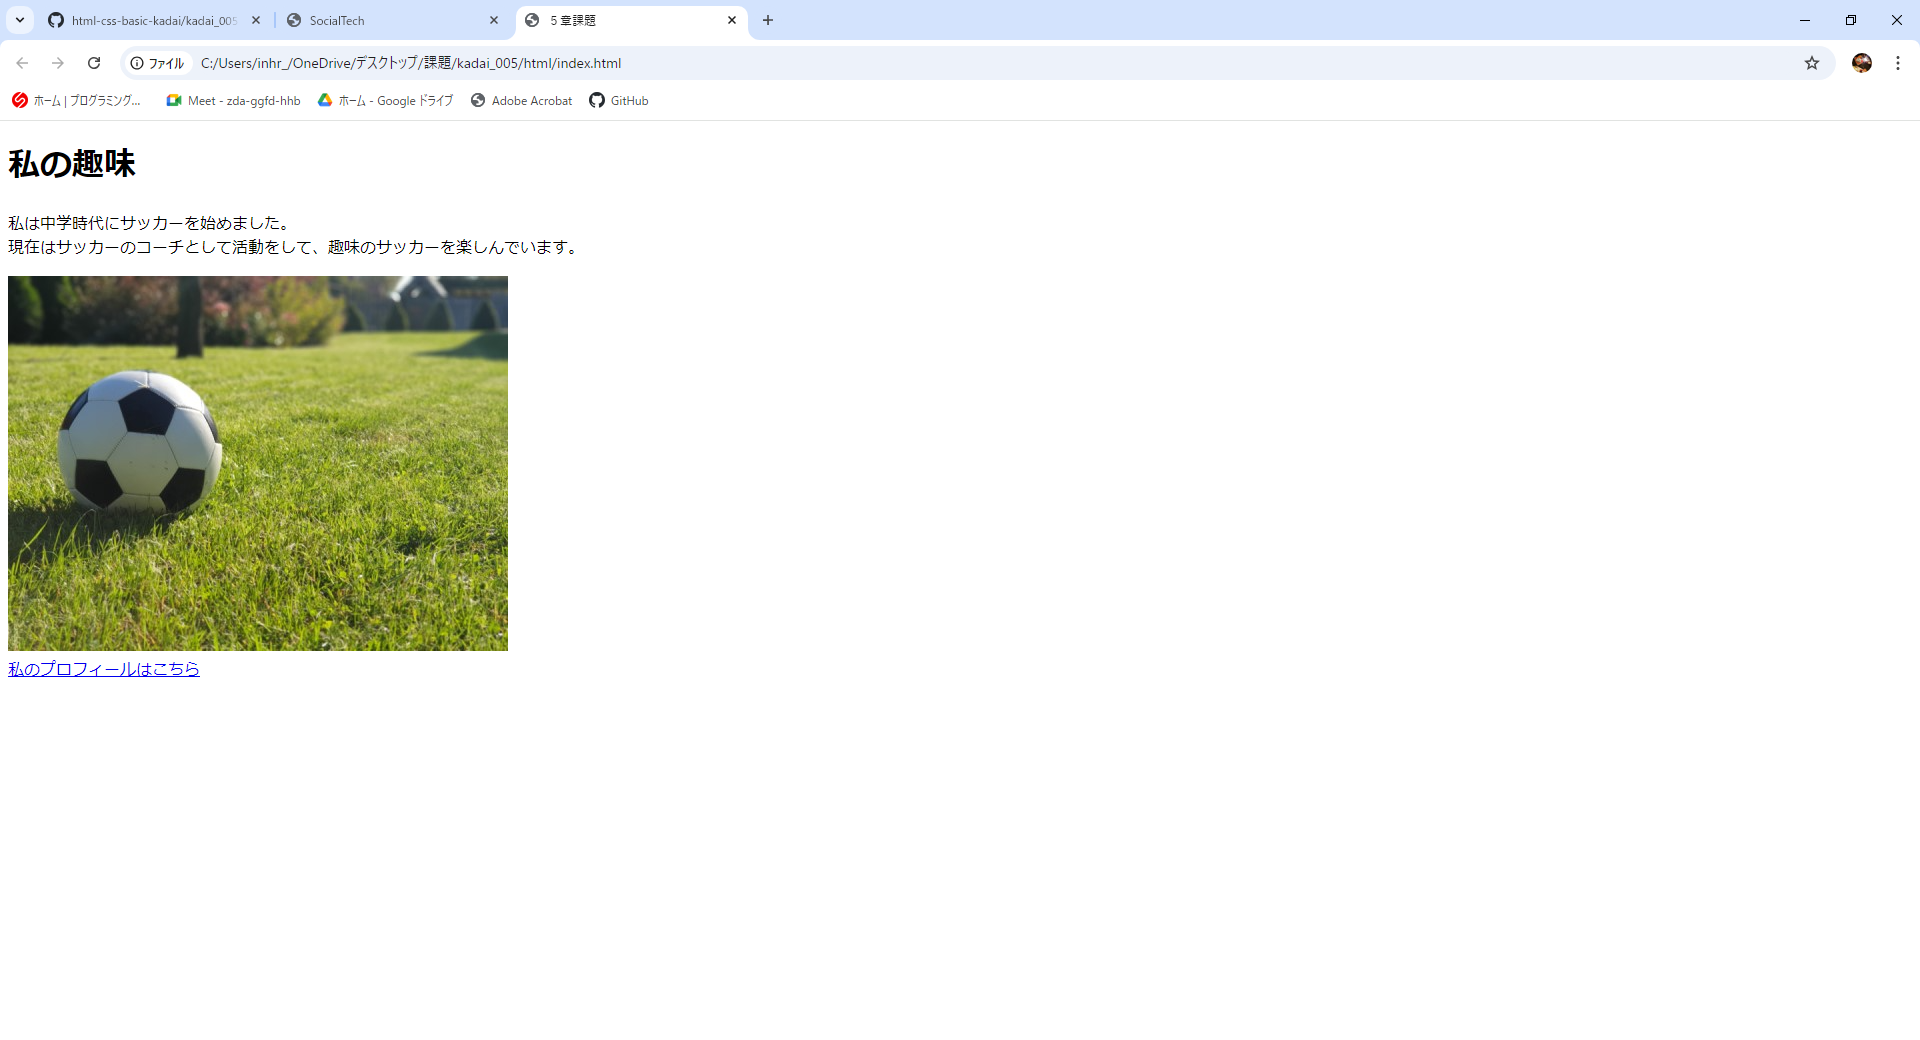 html-css-basic-kadai/kadai_005
SocialTech
5 章課題
ファイル
C:/Users/inhr_/OneDrive/デスクトップ/課題/kadai_005/html/index.html
ホーム | プログラミング...
Meet - zda-ggfd-hhb
ホーム - Google ドライブ
Adobe Acrobat
GitHub
私の趣味
私は中学時代にサッカーを始めました。
現在はサッカーのコーチとして活動をして、趣味のサッカーを楽しんでいます。
私のプロフィールはこちら